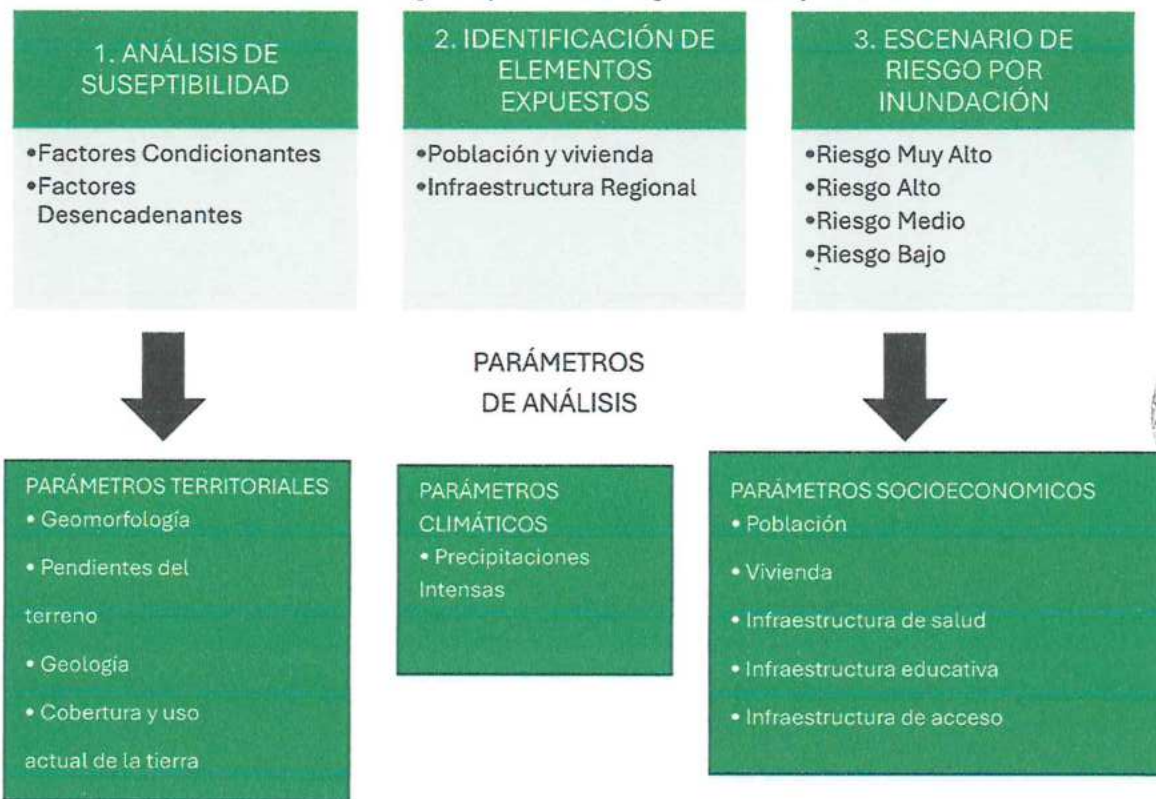 1. ANÁLISIS DE
SUSEPTIBILIDAD
•Factores Condicionantes
•Factores
Desencadenantes
2. IDENTIFICACIÓN DE
ELEMENTOS
EXPUESTOS
•Población y vivienda
•Infraestructura Regional
3. ESCENARIO DE
RIESGO POR
INUNDACIÓN
•Riesgo Muy Alto
•Riesgo Alto
•Riesgo Medio
•Riesgo Bajo
PARÁMETROS
DE ANÁLISIS
PARÁMETROS TERRITORIALES
• Geomorfología
• Pendientes del
terreno
• Geología
• Cobertura y uso
actual de la tierra
PARÁMETROS
CLIMÁTICOS
• Precipitaciones
Intensas
PARÁMETROS SOCIOECONOMICOS
• Población
• Vivienda
• Infraestructura de salud
• Infraestructura educativa
• Infraestructura de acceso